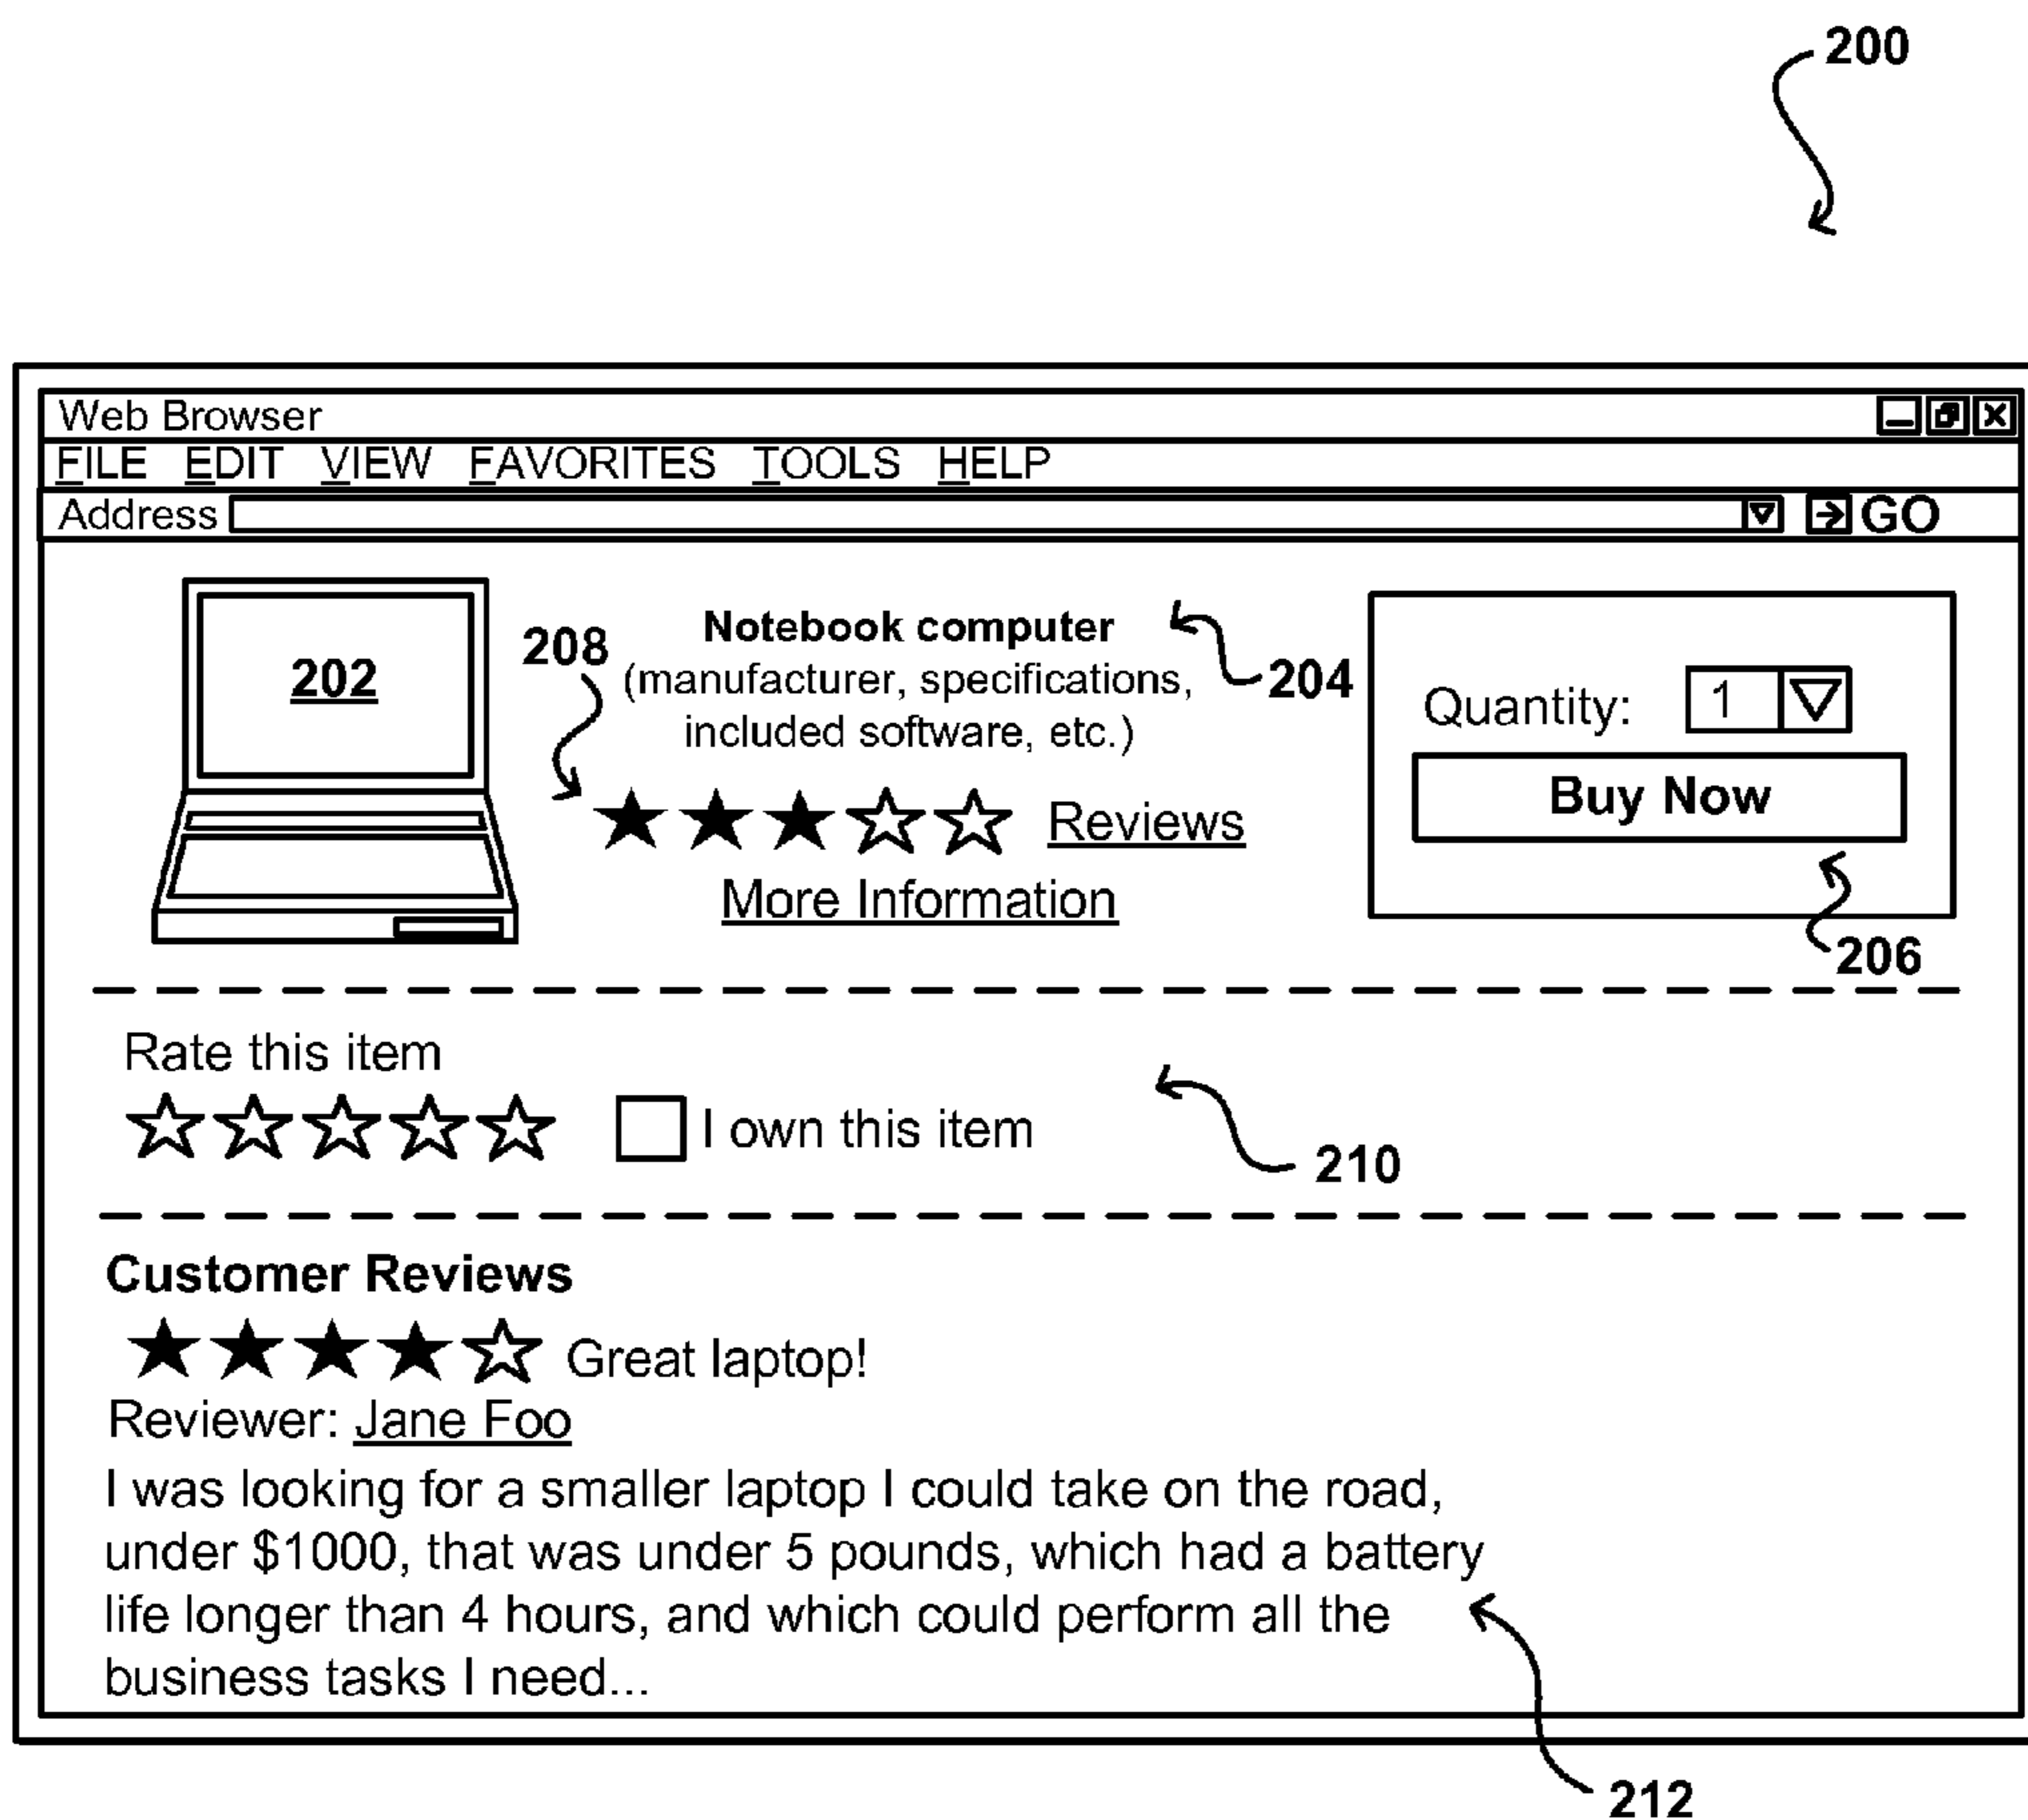 200
Web Browser
FILE EDIT VIEW FAVORITES TOOLS HELP
Address GO
202
208
Notebook computer
(manufacturer, specifications,
included software, etc.)
204
Reviews
More Information
Quantity: 1
Buy Now
206
Rate this item
I own this item
210
Customer Reviews
Great laptop!
Reviewer: Jane Foo
I was looking for a smaller laptop I could take on the road,
under $1000, that was under 5 pounds, which had a battery
life longer than 4 hours, and which could perform all the
business tasks I need...
212